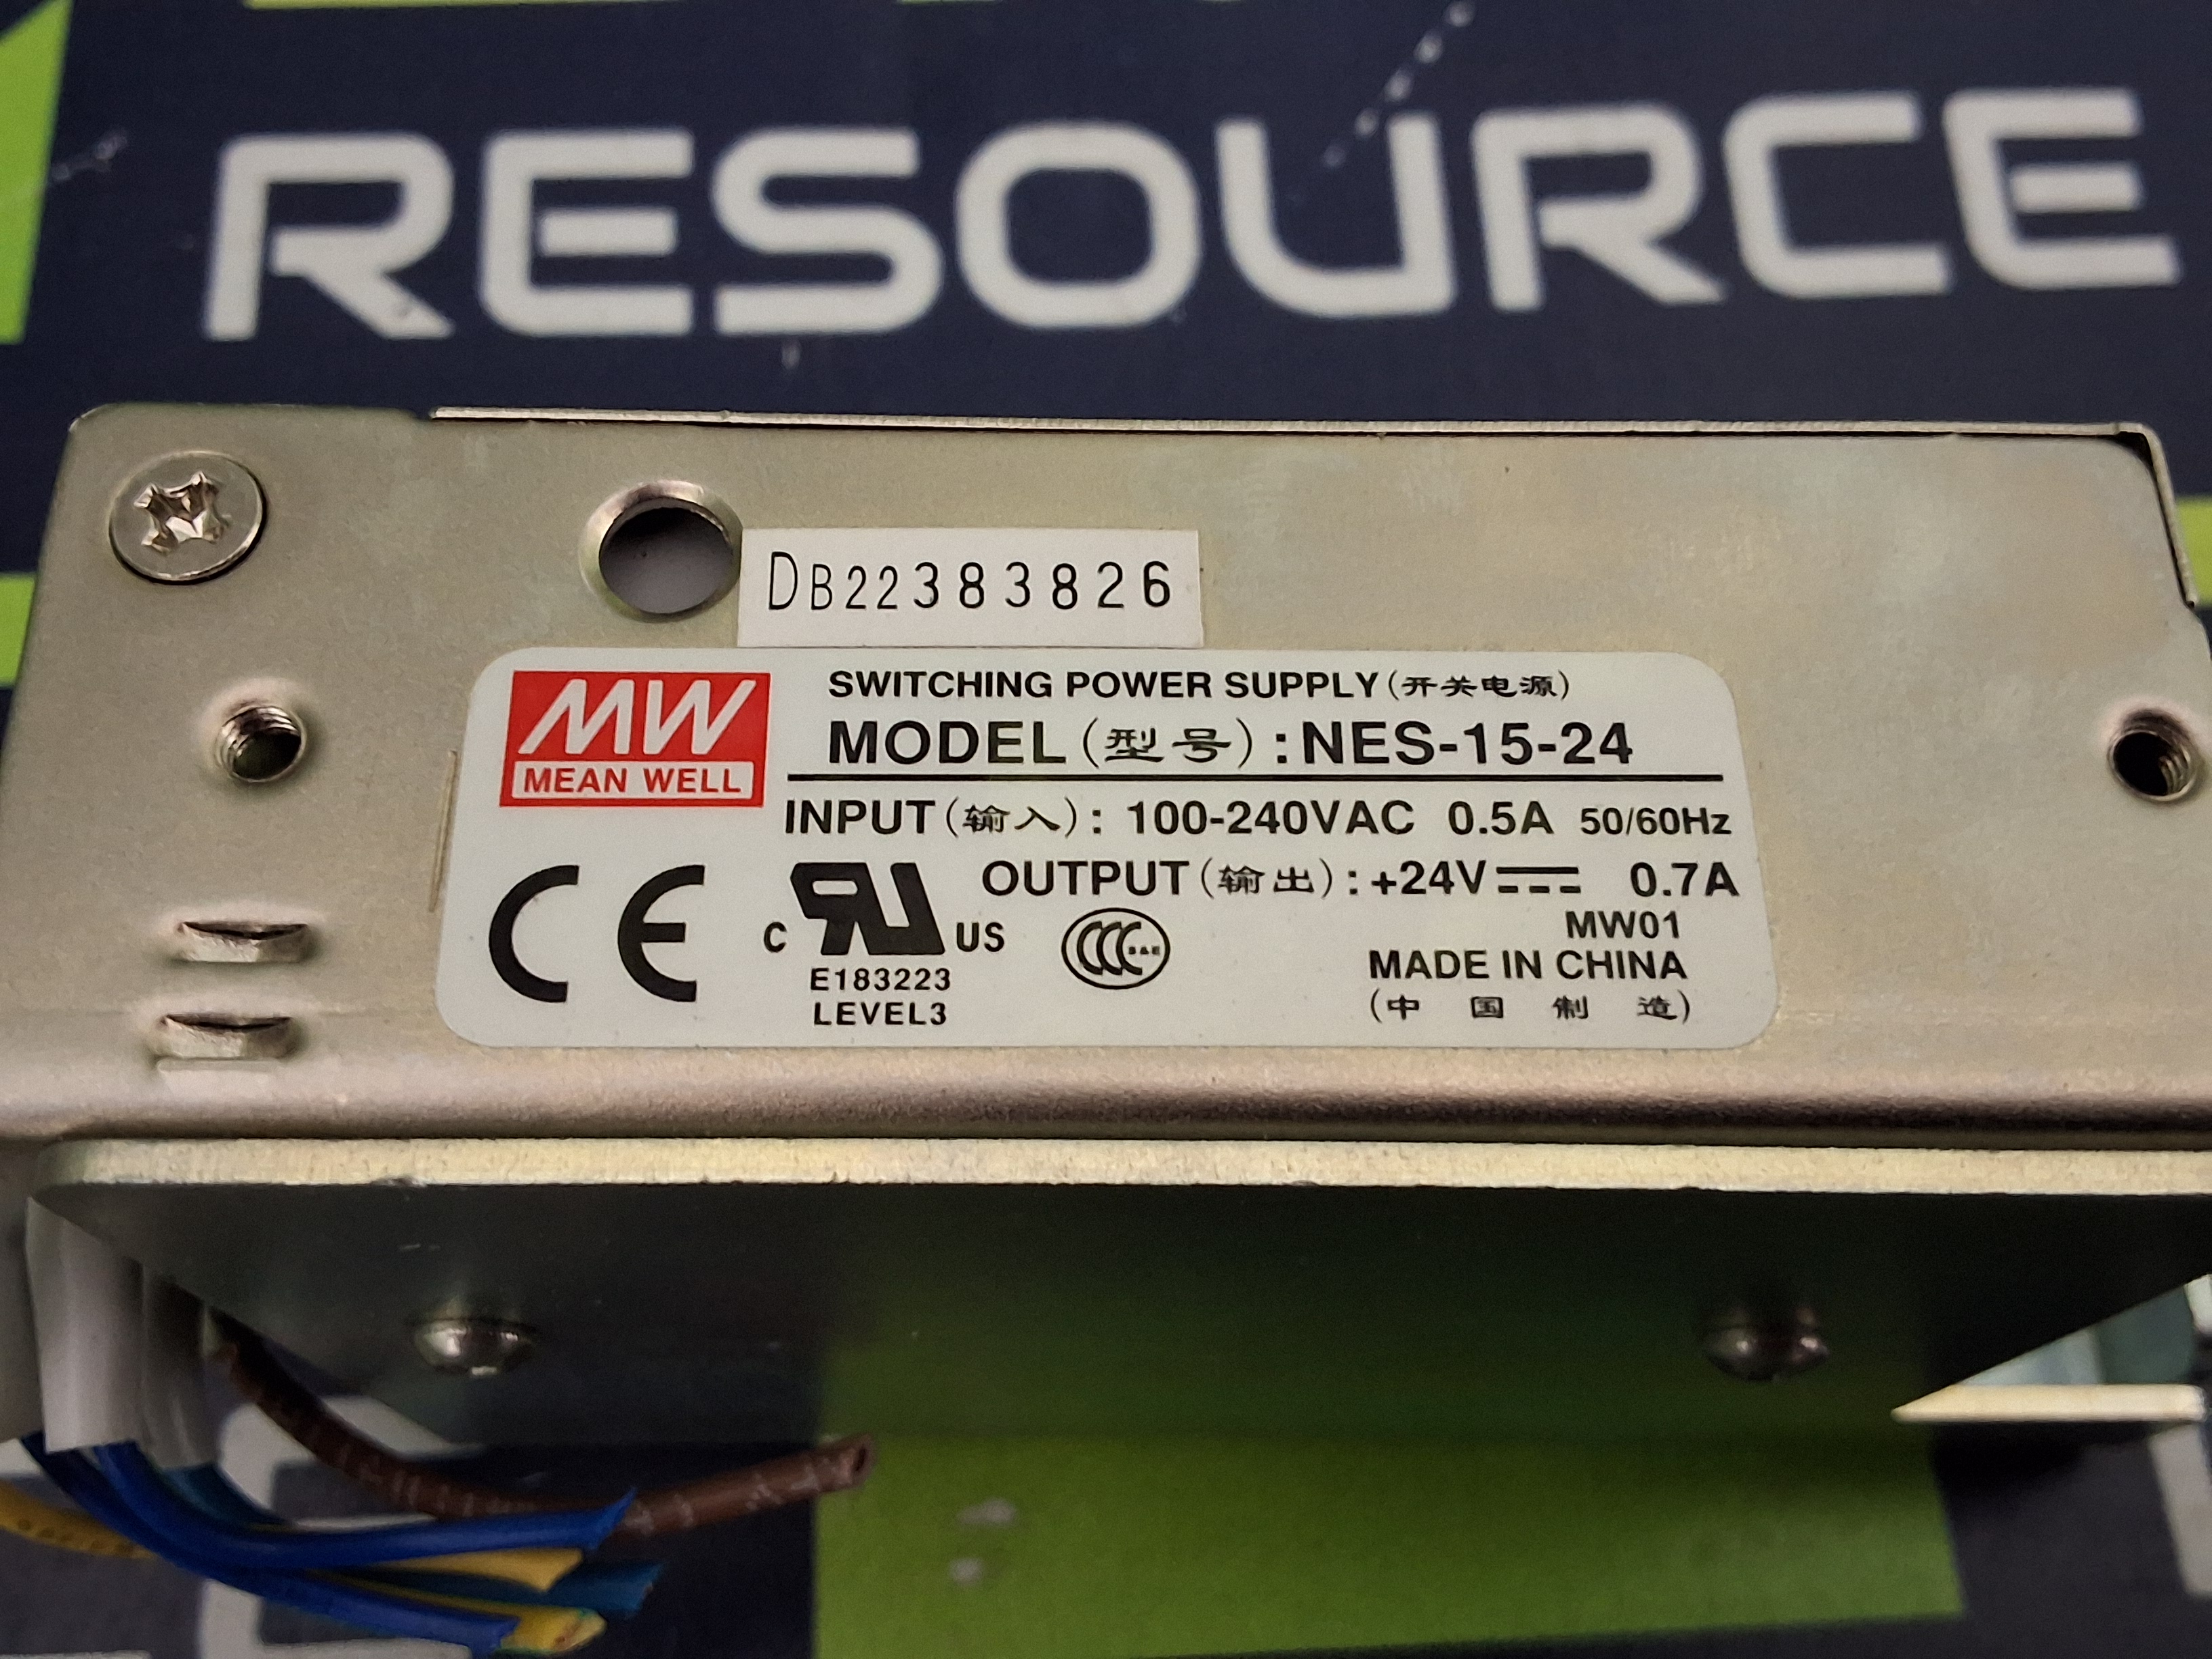 RESOURCE
DB22383826
MW
MEAN WELL
SWITCHING POWER SUPPLY(开关电源)
MODEL(型号):NES-15-24
INPUT(输入): 100-240VAC 0.5A 50/60Hz
OUTPUT(输出):+24V⎓ 0.7A
CE
C RU US
E183223
LEVEL3
CCC S&E
MW01
MADE IN CHINA
(中 国 制 造)